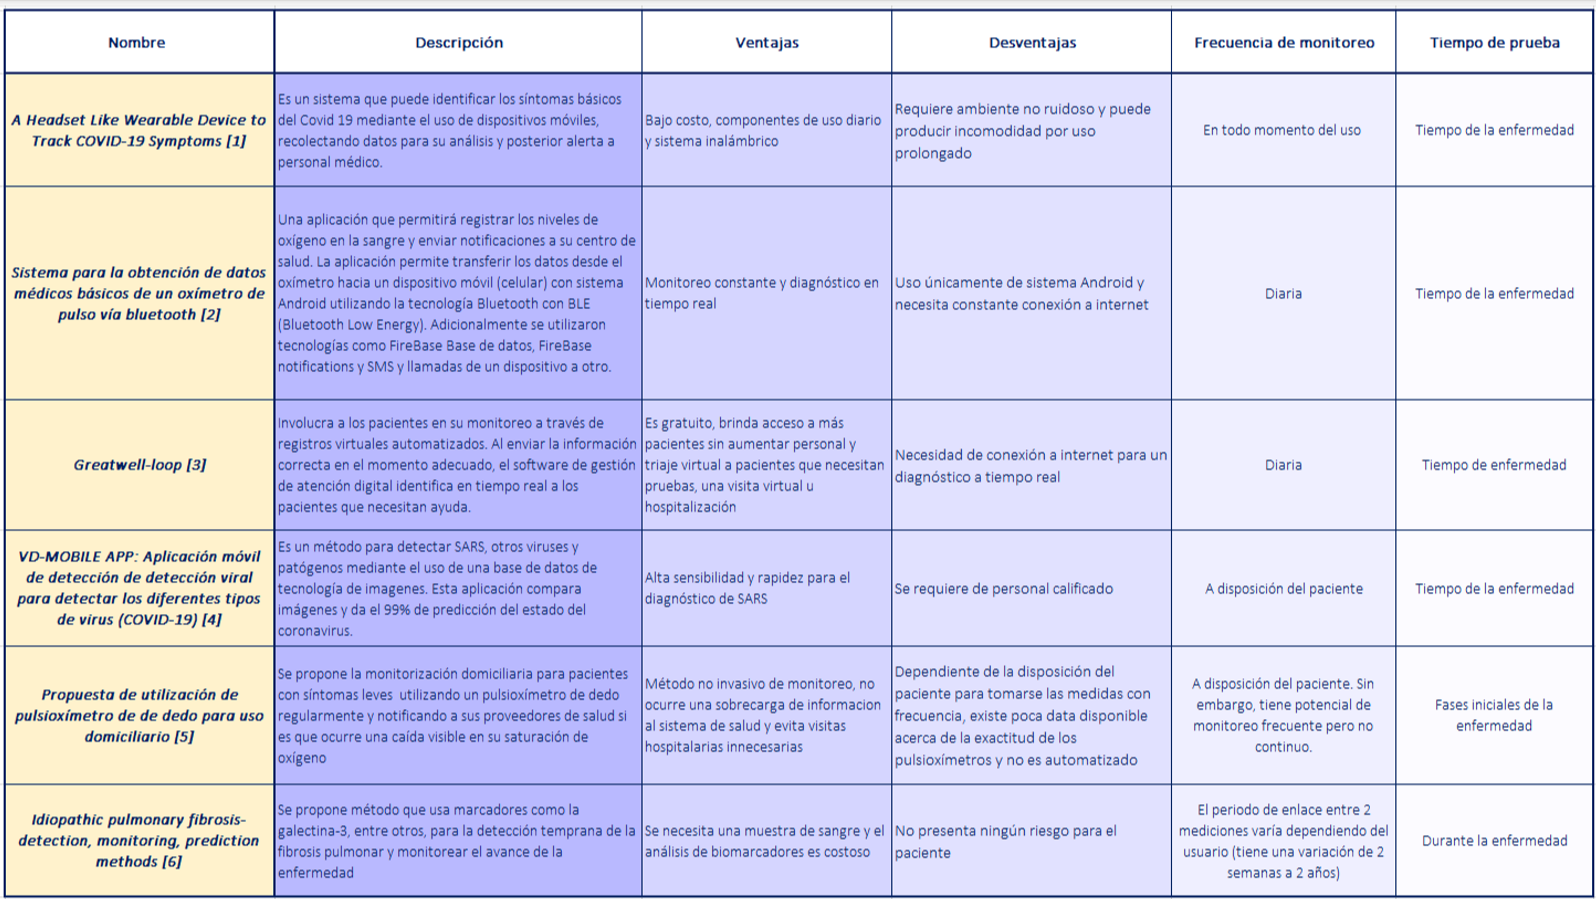 Nombre
Descripción
Ventajas
Desventajas
Frecuencia de monitoreo
Tiempo de prueba
A Headset Like Wearable Device to
Track COVID-19 Symptoms [1]
Es un sistema que puede identificar los síntomas básicos
del Covid 19 mediante el uso de dispositivos móviles,
recolectando datos para su análisis y posterior alerta a
personal médico.
Bajo costo, componentes de uso diario
y sistema inalámbrico
Requiere ambiente no ruidoso y puede
producir incomodidad por uso
prolongado
En todo momento del uso
Tiempo de la enfermedad
Sistema para la obtención de datos
médicos básicos de un oxímetro de
pulso vía bluetooth [2]
Una aplicación que permitirá registrar los niveles de
oxígeno en la sangre y enviar notificaciones a su centro de
salud. La aplicación permite transferir los datos desde el
oxímetro hacia un dispositivo móvil (celular) con sistema
Android utilizando la tecnología Bluetooth con BLE
(Bluetooth Low Energy). Adicionalmente se utilizaron
tecnologías como FireBase Base de datos, FireBase
notifications y SMS y llamadas de un dispositivo a otro.
Monitoreo constante y diagnóstico en
tiempo real
Uso únicamente de sistema Android y
necesita constante conexión a internet
Diaria
Tiempo de la enfermedad
Greatwell-loop [3]
Involucra a los pacientes en su monitoreo a través de
registros virtuales automatizados. Al enviar la información
correcta en el momento adecuado, el software de gestión
de atención digital identifica en tiempo real a los
pacientes que necesitan ayuda.
Es gratuito, brinda acceso a más
pacientes sin aumentar personal y
triaje virtual a pacientes que necesitan
pruebas, una visita virtual u
hospitalización
Necesidad de conexión a internet para un
diagnóstico a tiempo real
Diaria
Tiempo de enfermedad
VD-MOBILE APP: Aplicación móvil
de detección de detección viral
para detectar los diferentes tipos
de virus (COVID-19) [4]
Es un método para detectar SARS, otros viruses y
patógenos mediante el uso de una base de datos de
tecnología de imagenes. Esta aplicación compara
imágenes y da el 99% de predicción del estado del
coronavirus.
Alta sensibilidad y rapidez para el
diagnóstico de SARS
Se requiere de personal calificado
A disposición del paciente
Tiempo de la enfermedad
Propuesta de utilización de
pulsioxímetro de de dedo para uso
domiciliario [5]
Se propone la monitorización domiciliaria para pacientes
con síntomas leves  utilizando un pulsioxímetro de dedo
regularmente y notificando a sus proveedores de salud si
es que ocurre una caída visible en su saturación de
oxígeno
Método no invasivo de monitoreo, no
ocurre una sobrecarga de informacion
al sistema de salud y evita visitas
hospitalarias innecesarias
Dependiente de la disposición del
paciente para tomarse las medidas con
frecuencia, existe poca data disponible
acerca de la exactitud de los
pulsioxímetros y no es automatizado
A disposición del paciente. Sin
embargo, tiene potencial de
monitoreo frecuente pero no
continuo.
Fases iniciales de la
enfermedad
Idiopathic pulmonary fibrosis-
detection, monitoring, prediction
methods [6]
Se propone método que usa marcadores como la
galectina-3, entre otros, para la detección temprana de la
fibrosis pulmonar y monitorear el avance de la
enfermedad
Se necesita una muestra de sangre y el
análisis de biomarcadores es costoso
No presenta ningún riesgo para el
paciente
El periodo de enlace entre 2
mediciones varía dependiendo del
usuario (tiene una variación de 2
semanas a 2 años)
Durante la enfermedad